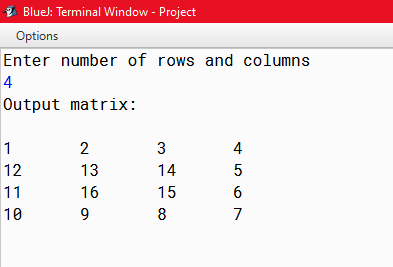 BlueJ: Terminal Window - Project
Options
Enter number of rows and columns
4
Output matrix:
1 2 3 4
12 13 14 5
11 16 15 6
10 9 8 7